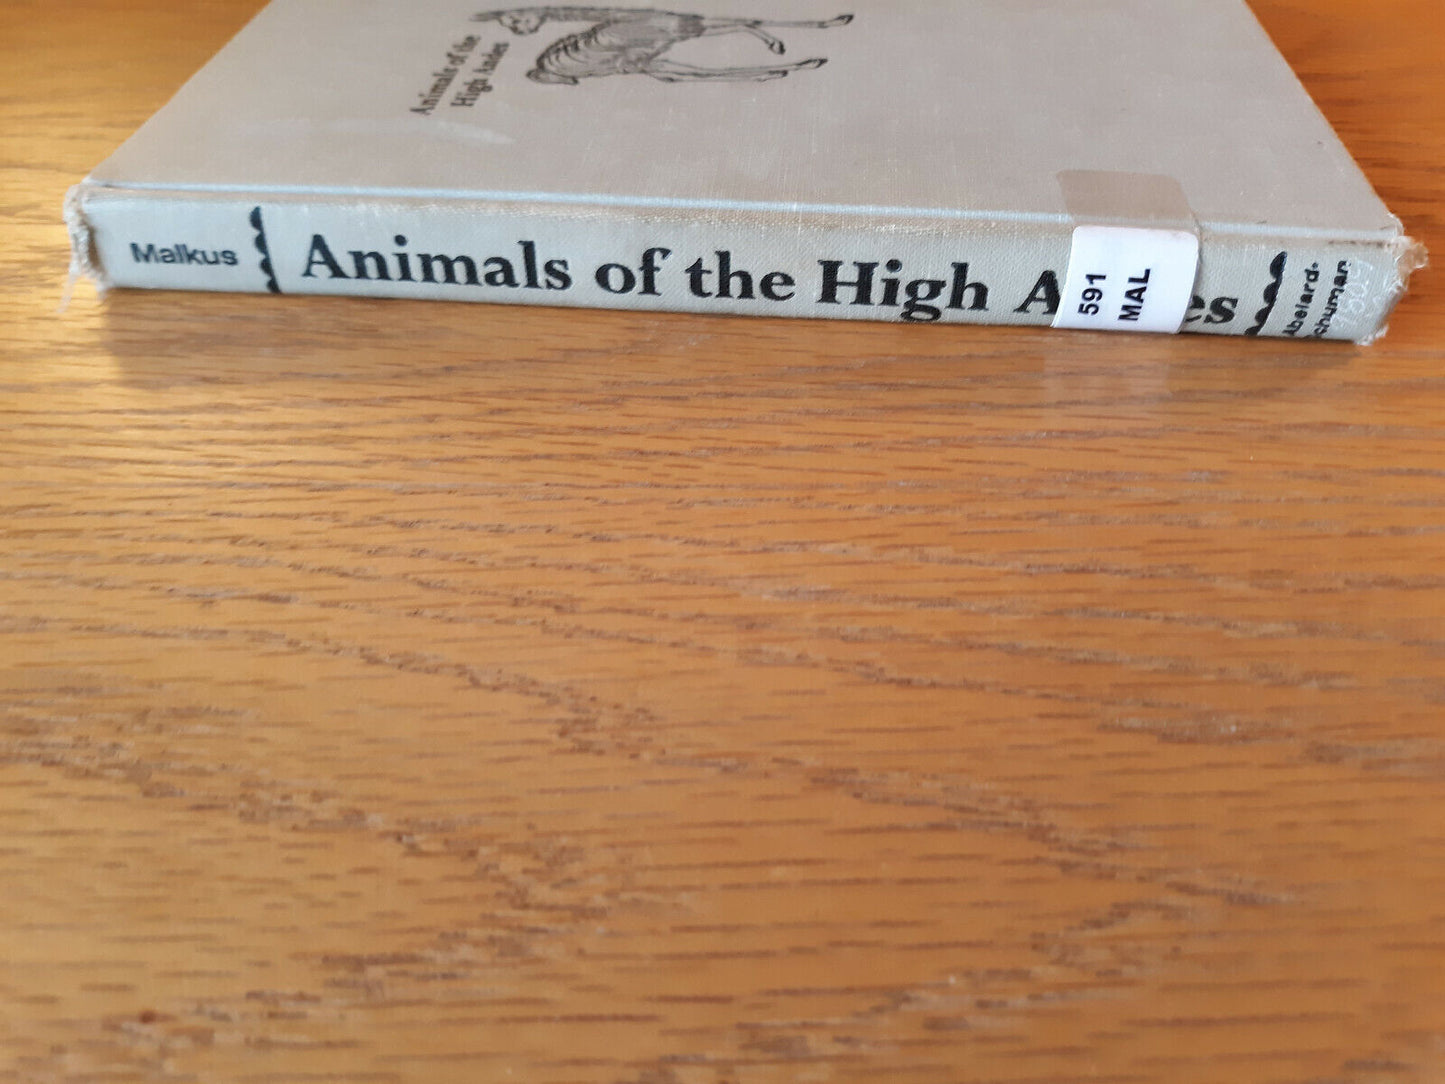 Animals of the
High Andes
Malkus
Animals of the High A es
591
MAL
Abelard-
Schuman